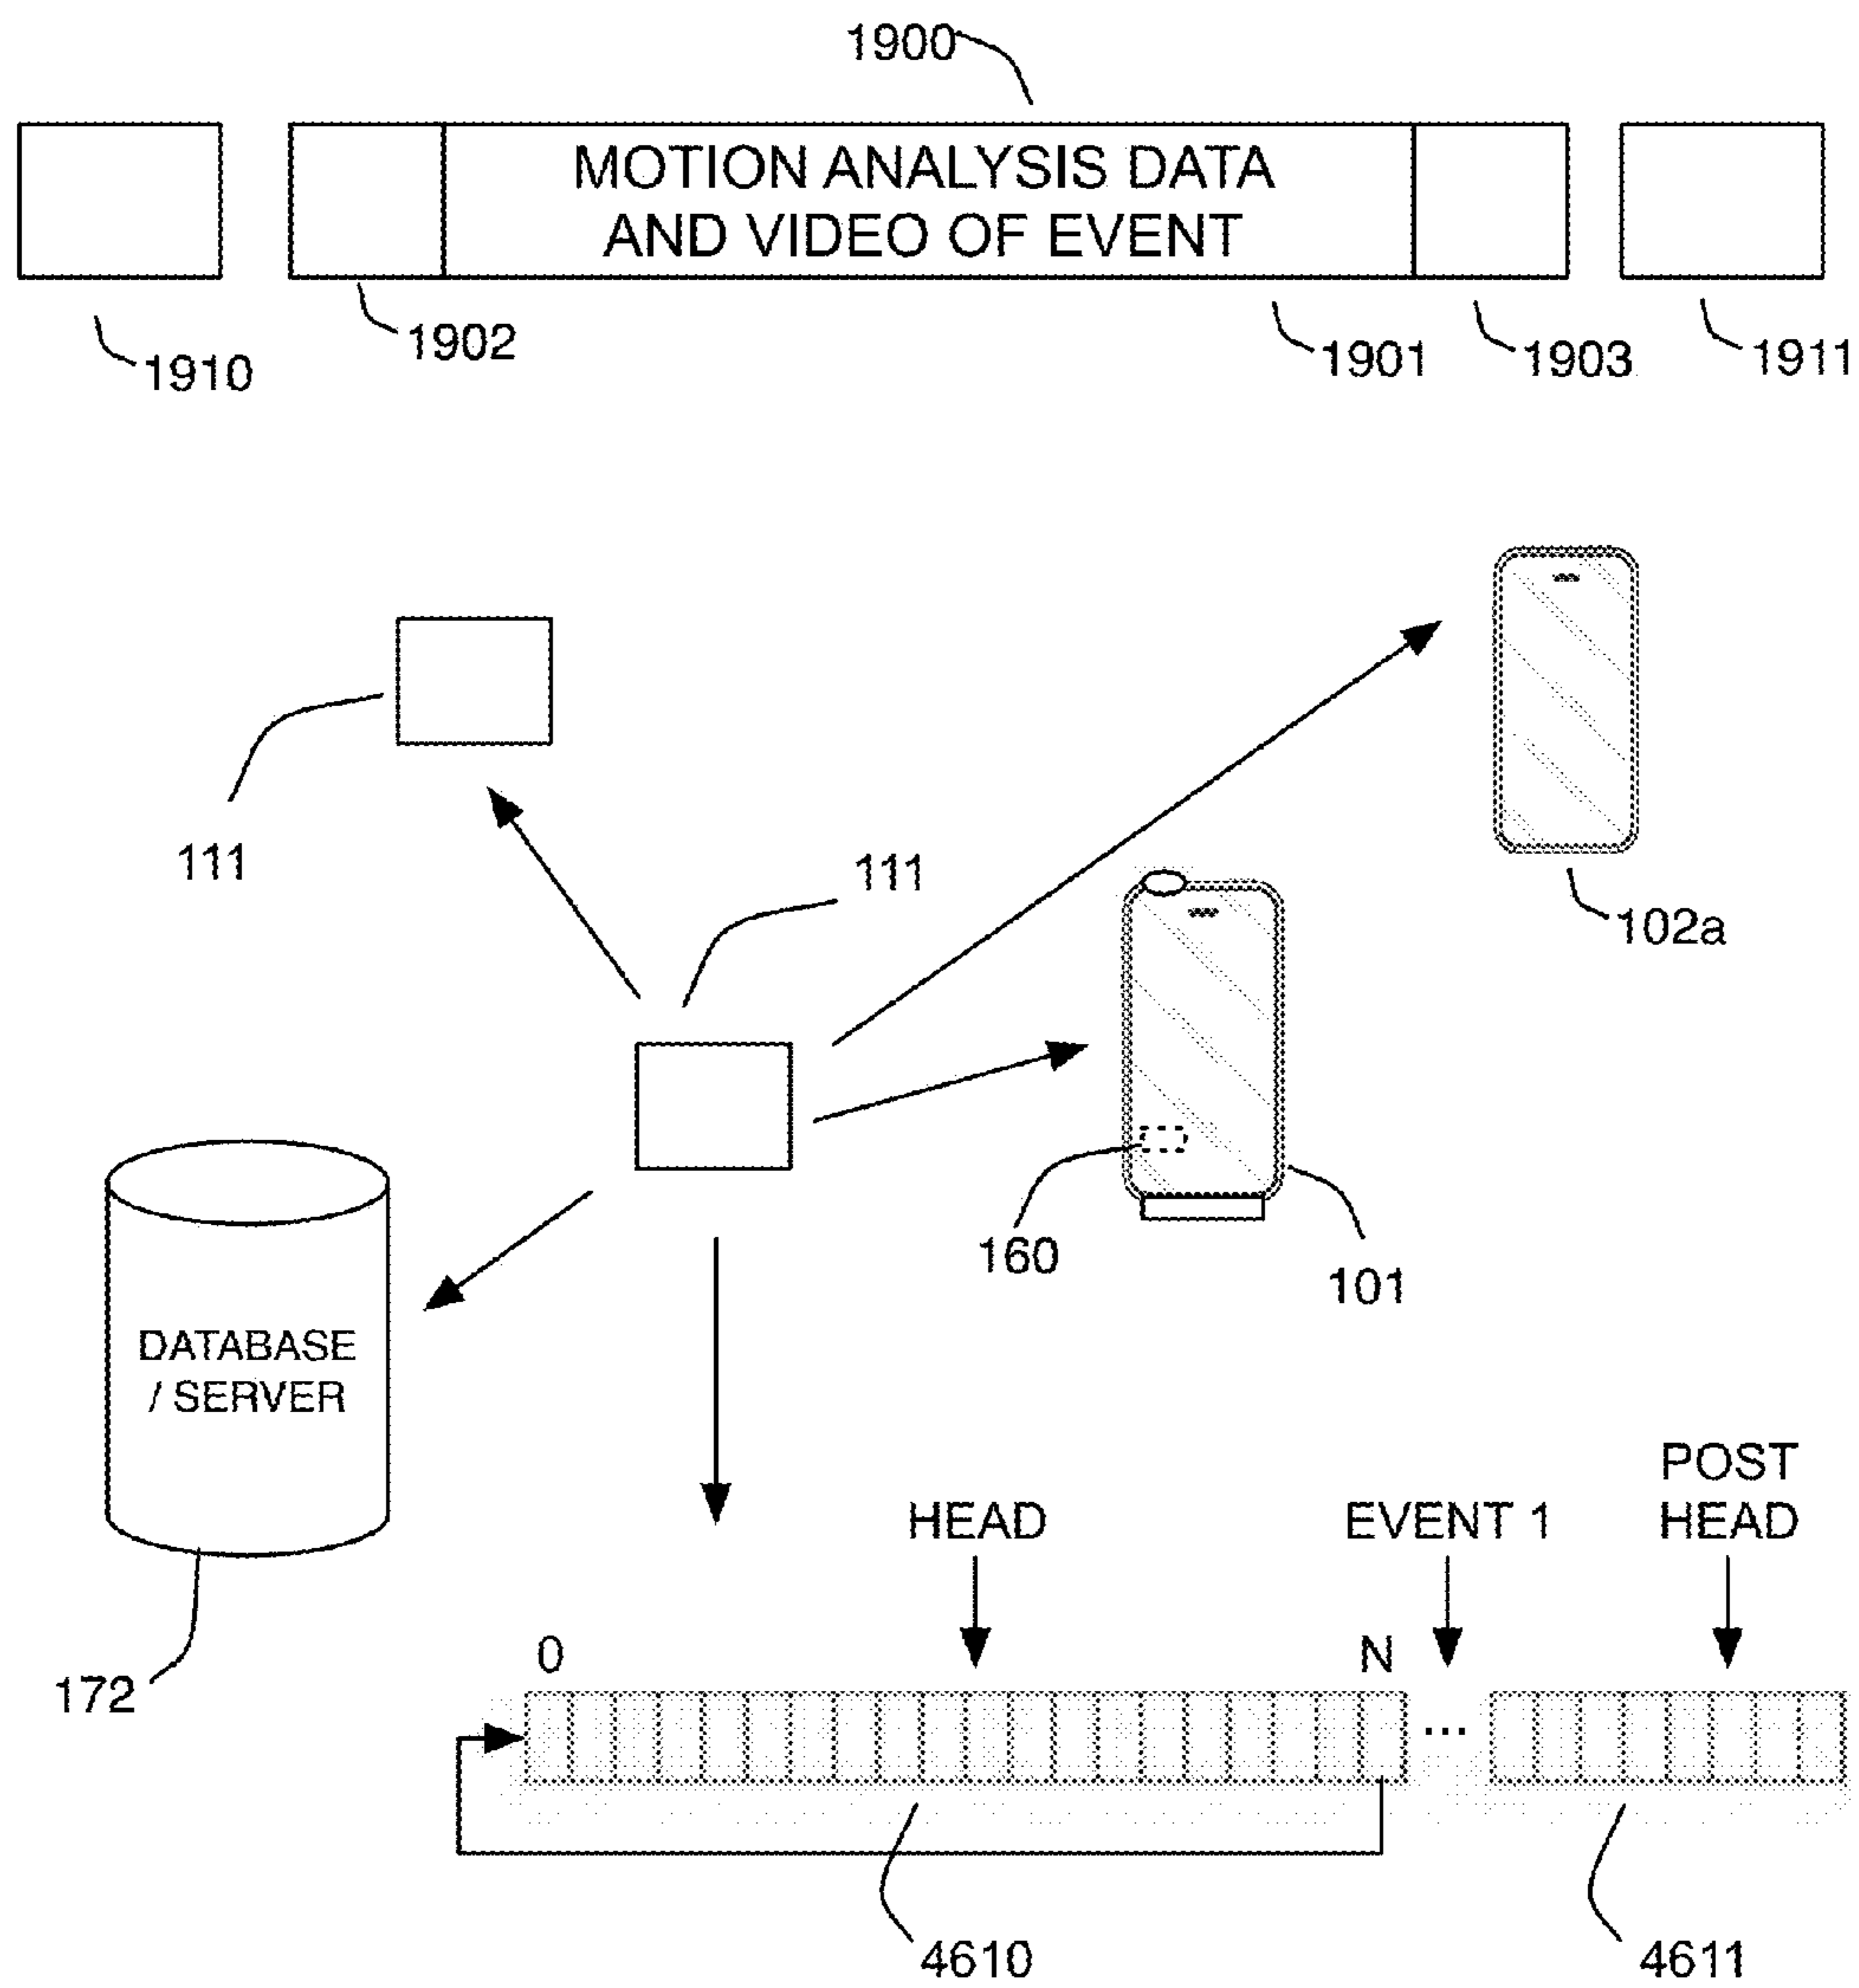 1900
MOTION ANALYSIS DATA
AND VIDEO OF EVENT
1910
1902
1901
1903
1911
111
111
102a
160
101
DATABASE
/ SERVER
172
HEAD
EVENT 1
POST
HEAD
0
N
...
4610
4611